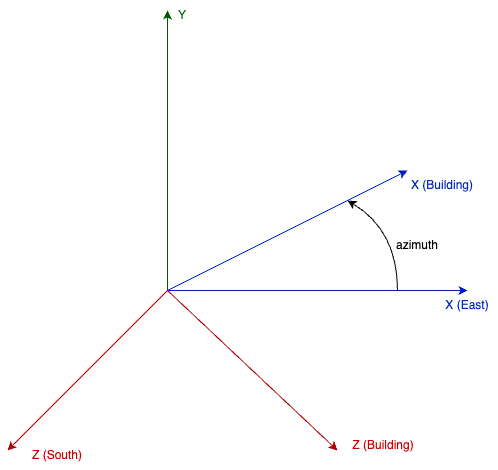 Y
X (Building)
azimuth
X (East)
Z (South)
Z (Building)